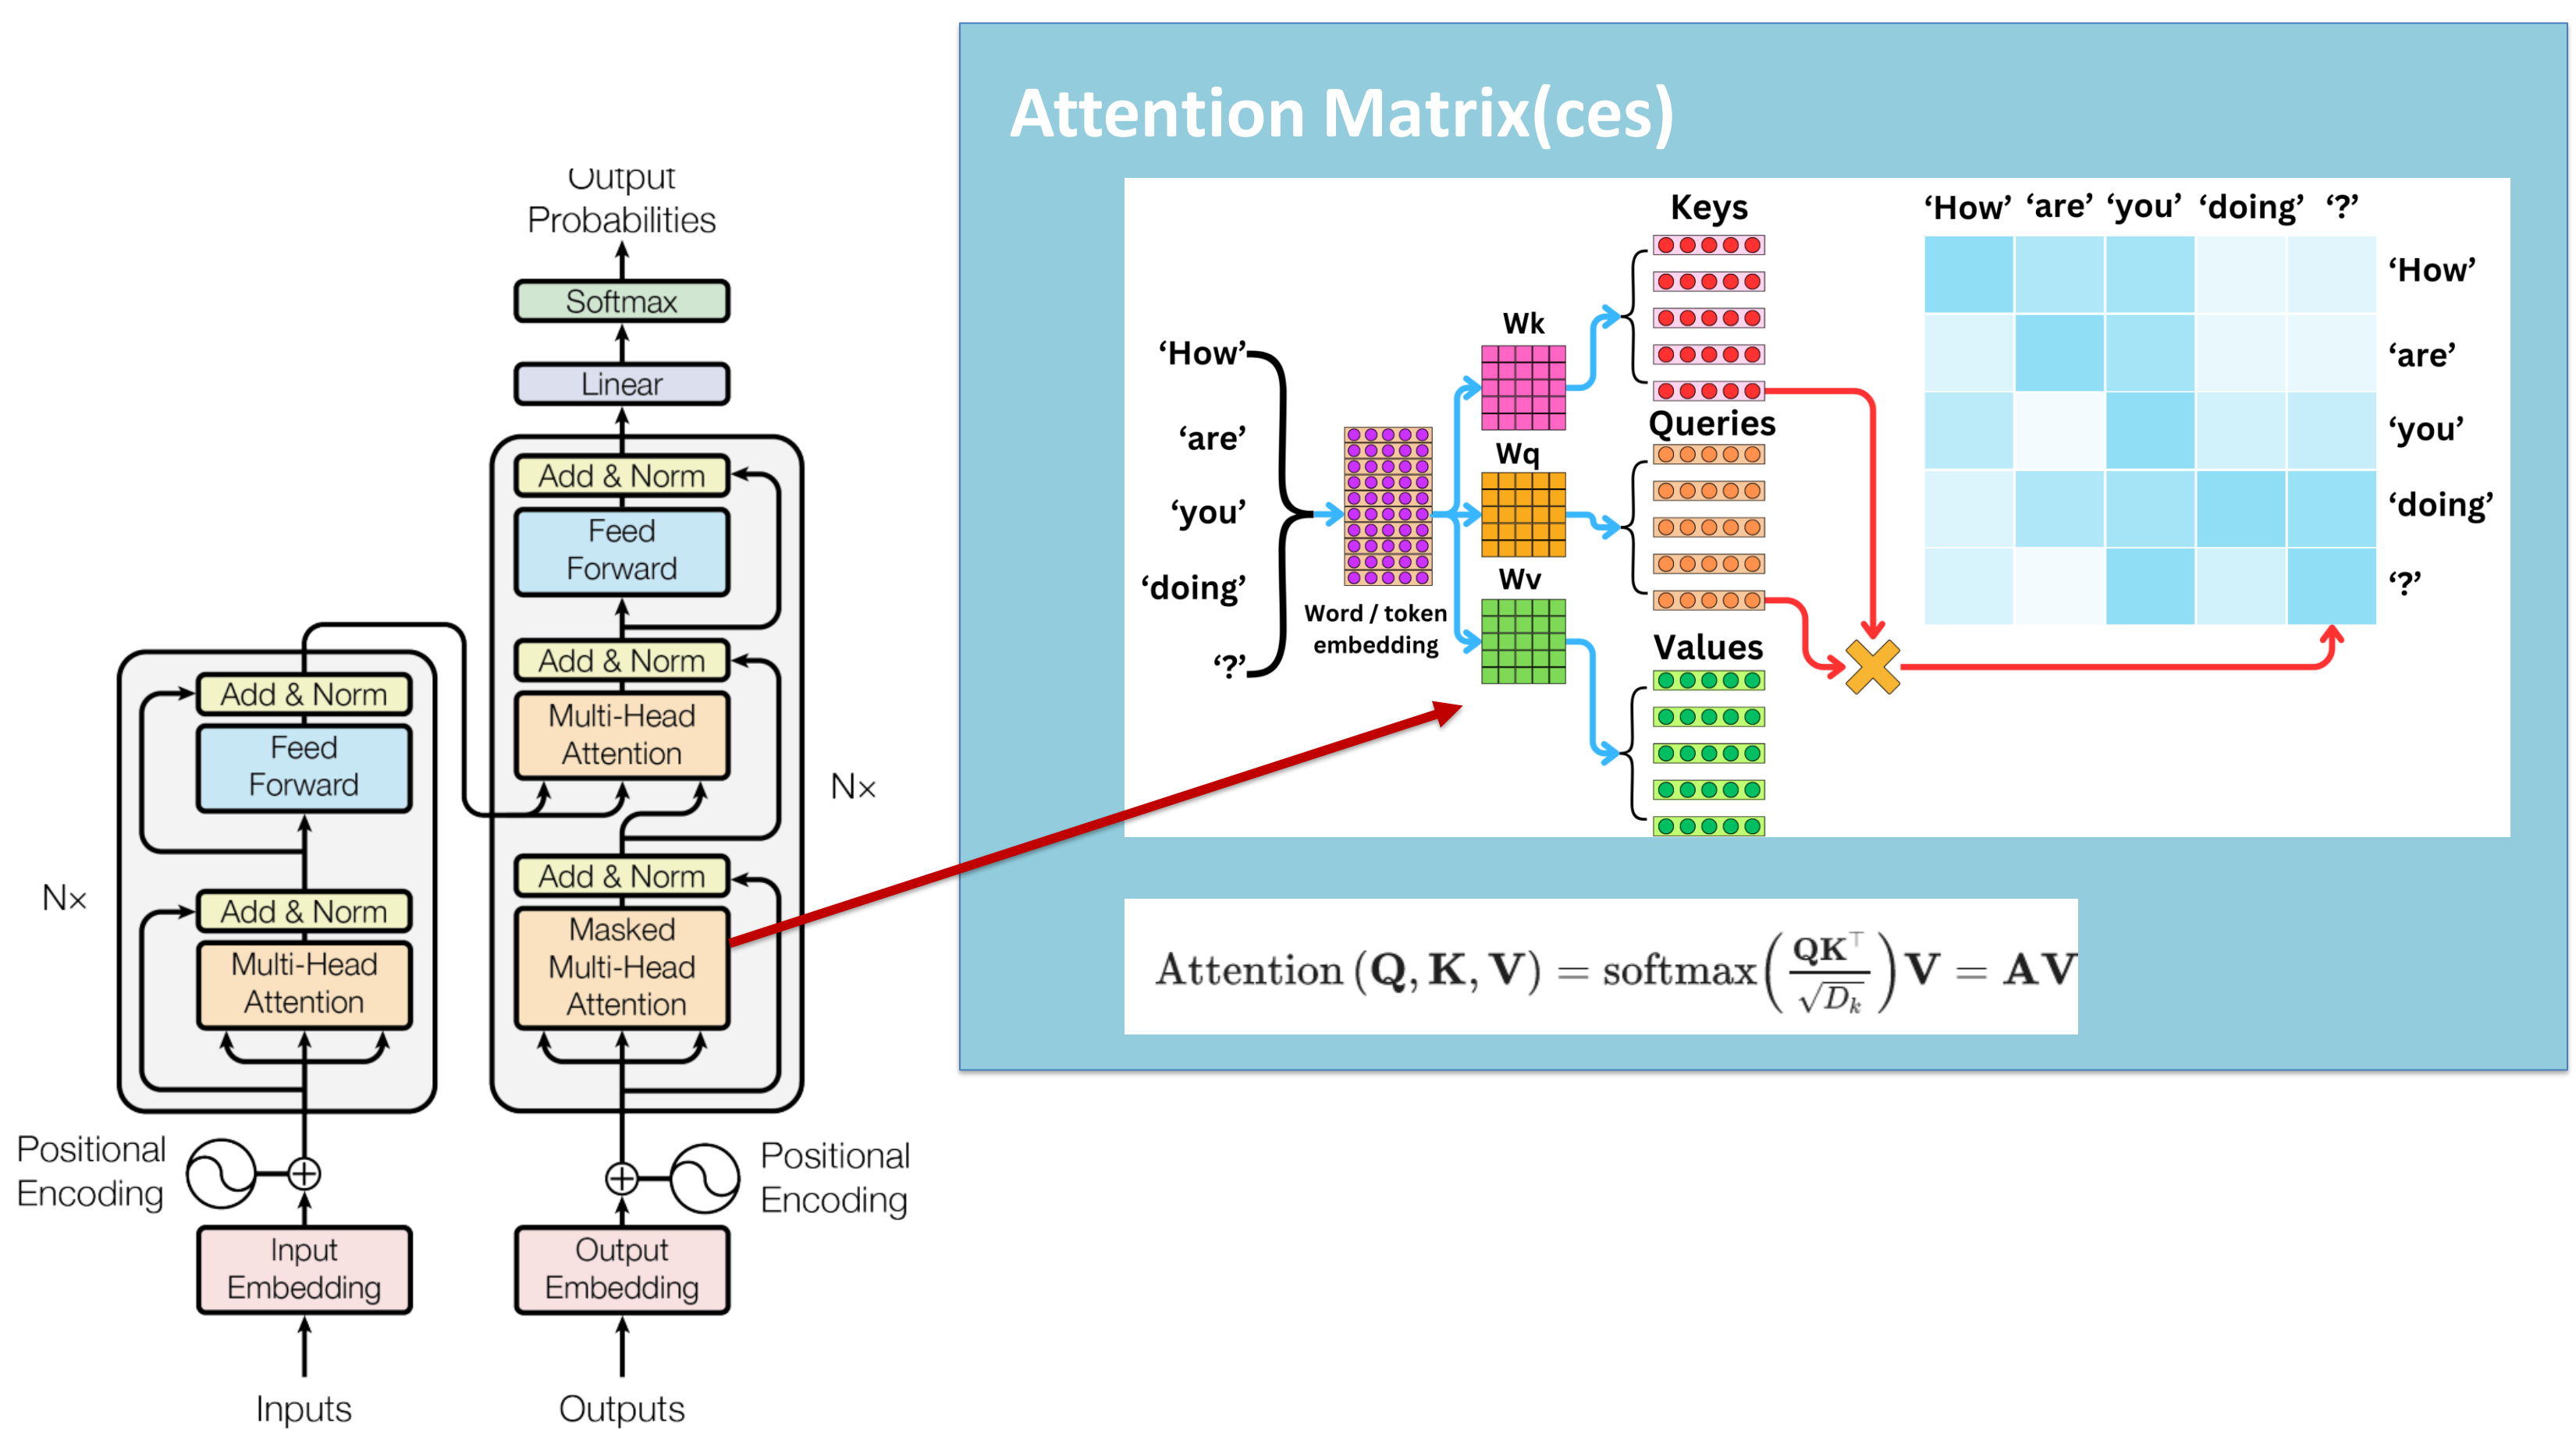 Attention Matrix(ces)
Output
Probabilities
Softmax
Linear
Add & Norm
Feed
Forward
Add & Norm
Multi-Head
Attention
Add & Norm
Masked
Multi-Head
Attention
N×
Positional
Encoding
Output
Embedding
Outputs
Add & Norm
Feed
Forward
Add & Norm
Multi-Head
Attention
N×
Positional
Encoding
Input
Embedding
Inputs
‘How’
‘are’
‘you’
‘doing’
‘?’
Word / token
embedding
Wk
Wq
Wv
Keys
Queries
Values
‘How’ ‘are’ ‘you’ ‘doing’ ‘?’
‘How’
‘are’
‘you’
‘doing’
‘?’
Attention (Q, K, V) = softmax(QK⊤/√Dk)V = AV